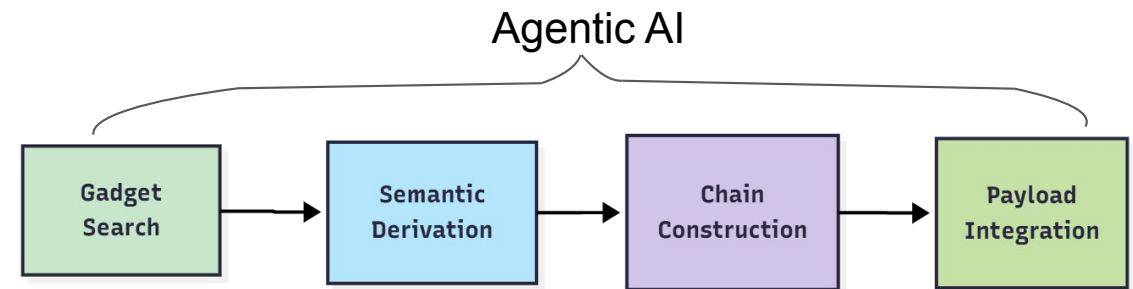 Agentic AI
Gadget
Search
Semantic
Derivation
Chain
Construction
Payload
Integration